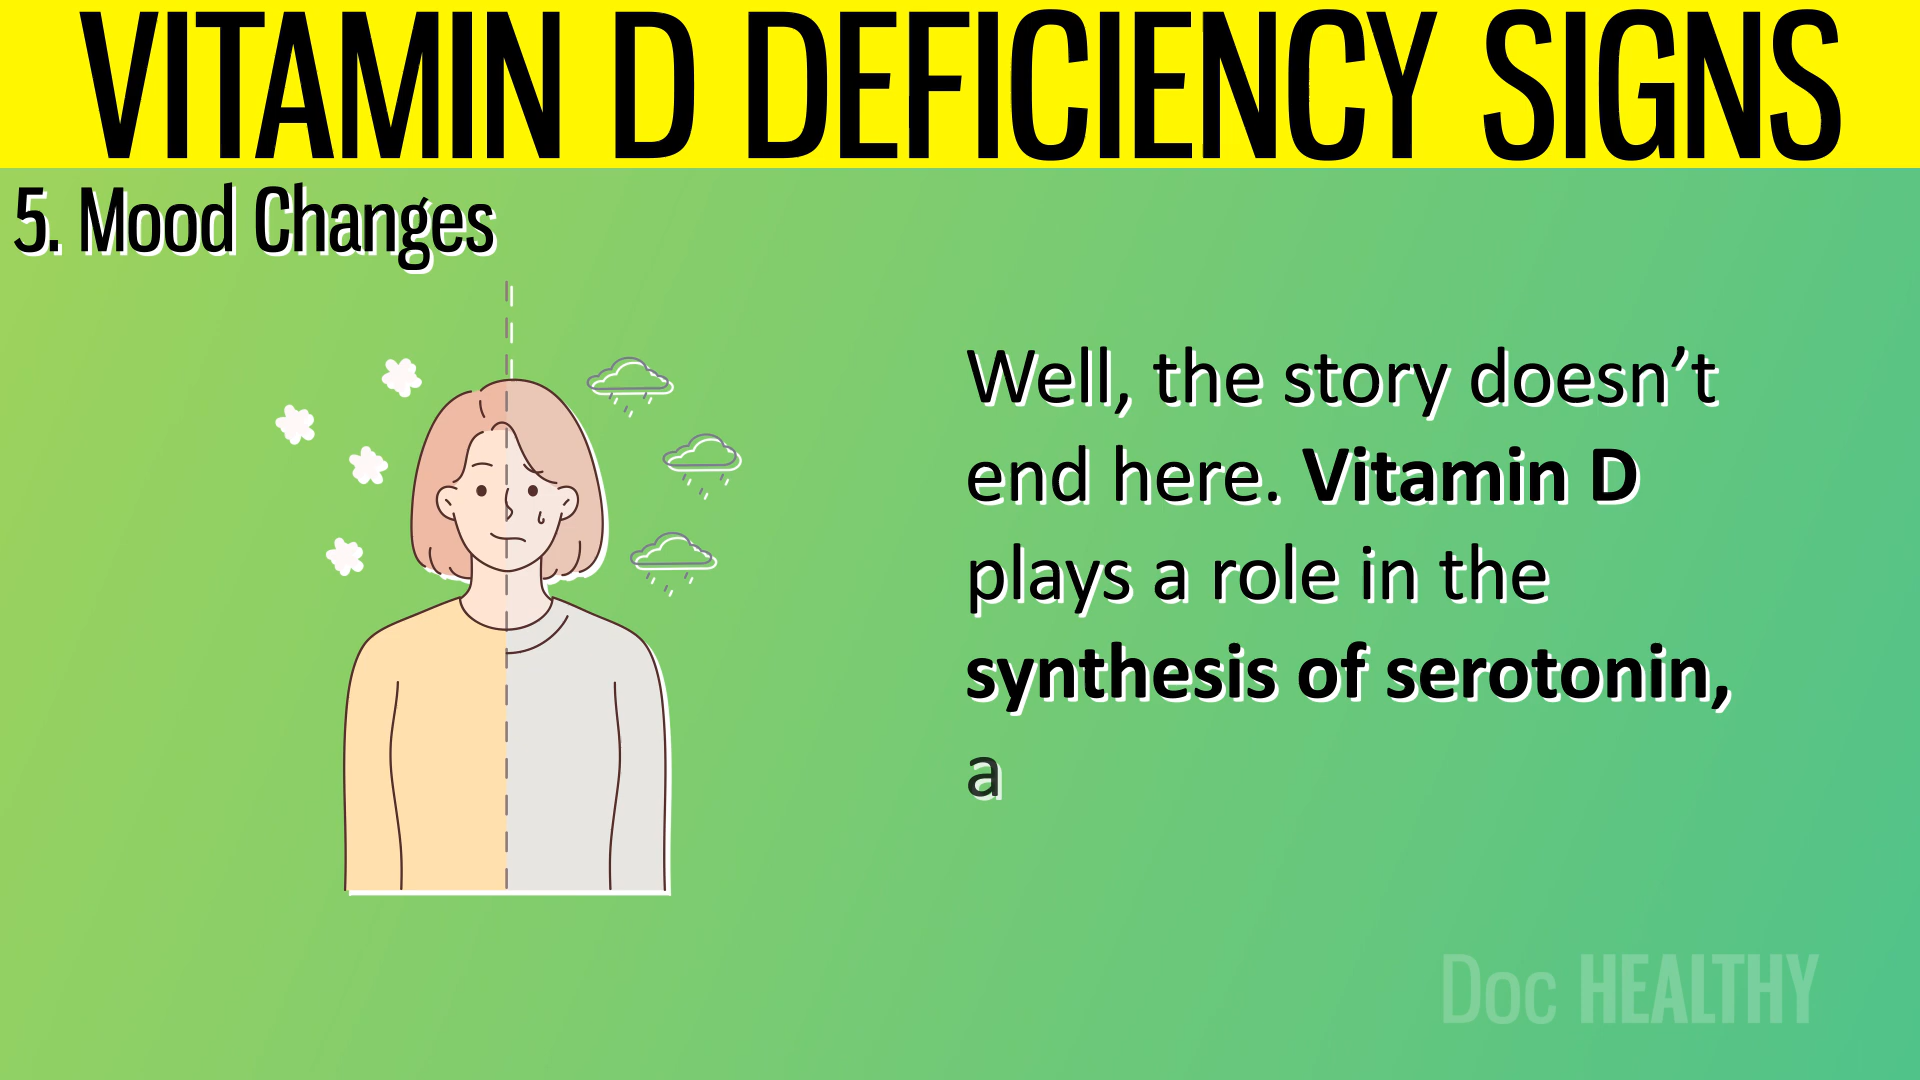 VITAMIN D DEFICIENCY SIGNS
5. Mood Changes
Well, the story doesn’t
end here. Vitamin D
plays a role in the
synthesis of serotonin,
a
Doc HEALTHY